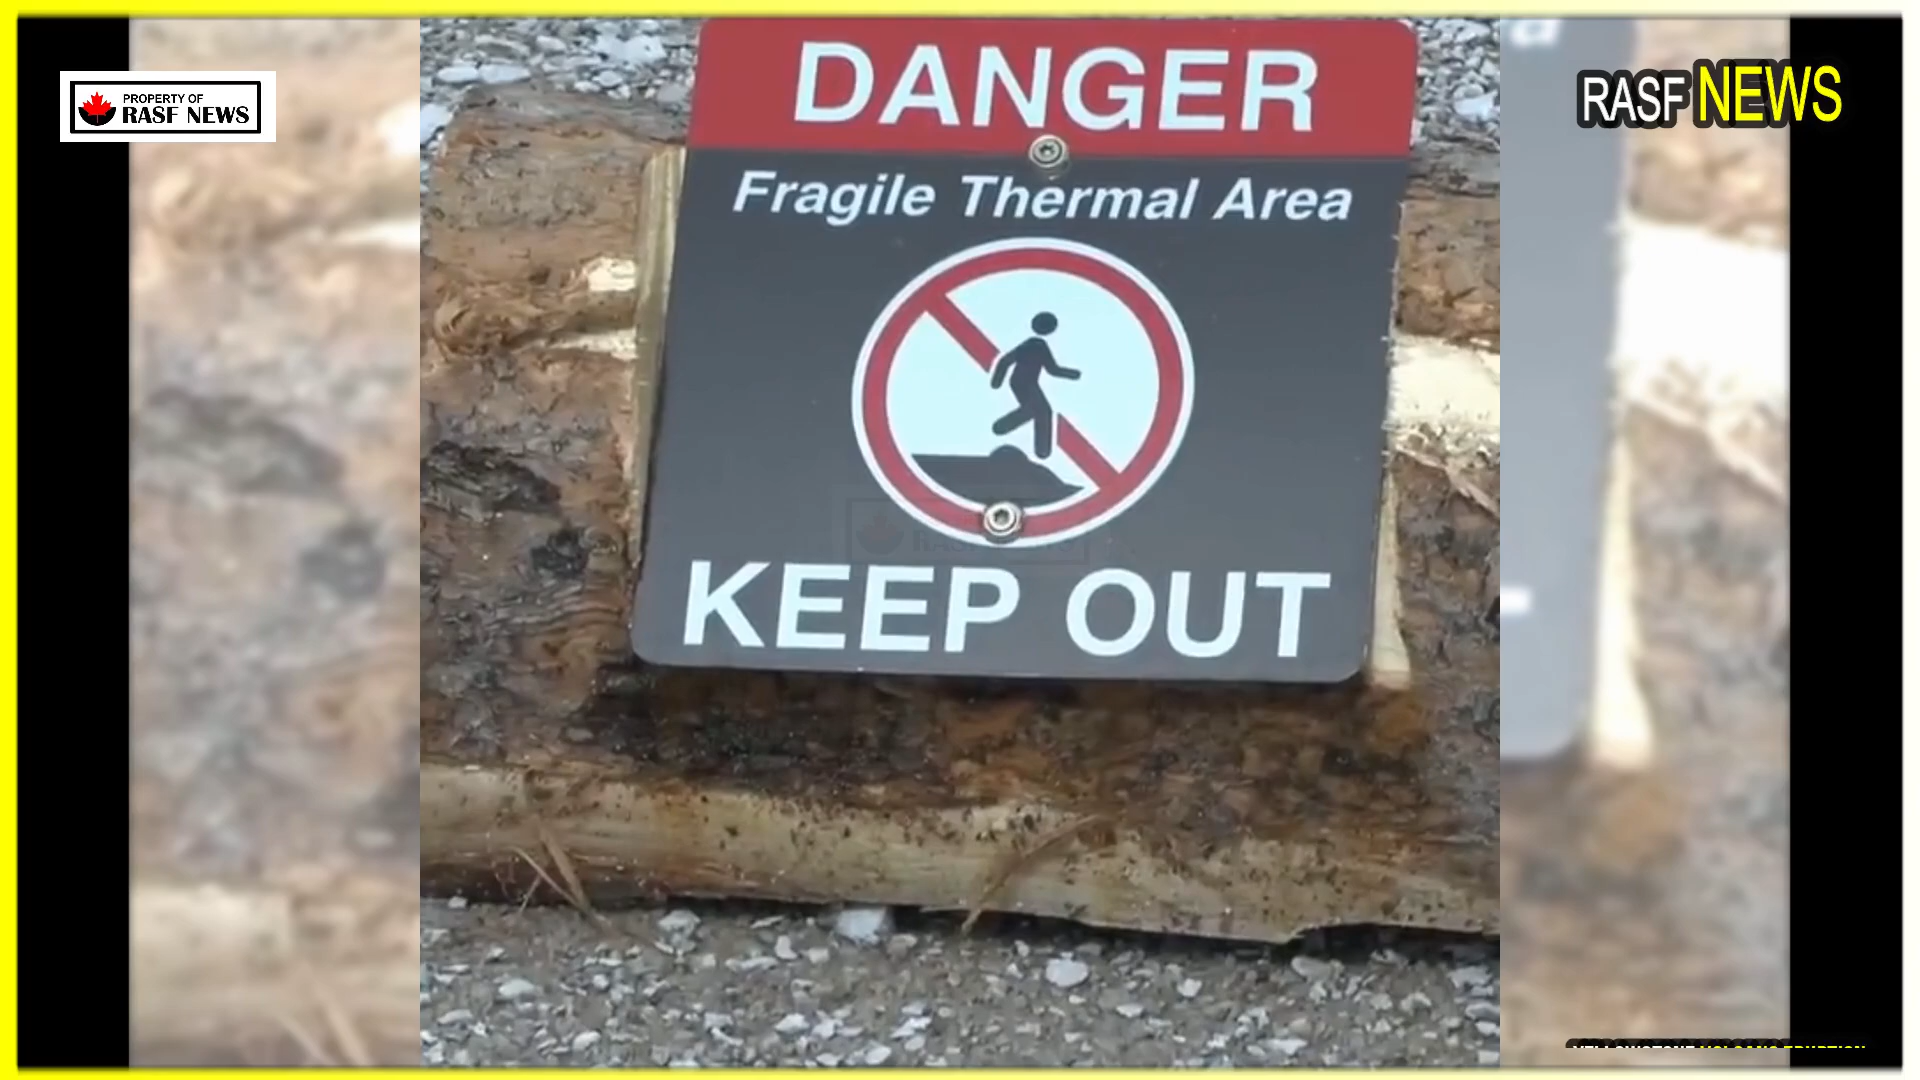 PROPERTY OF
RASF NEWS
RASF NEWS
DANGER
Fragile Thermal Area
KEEP OUT